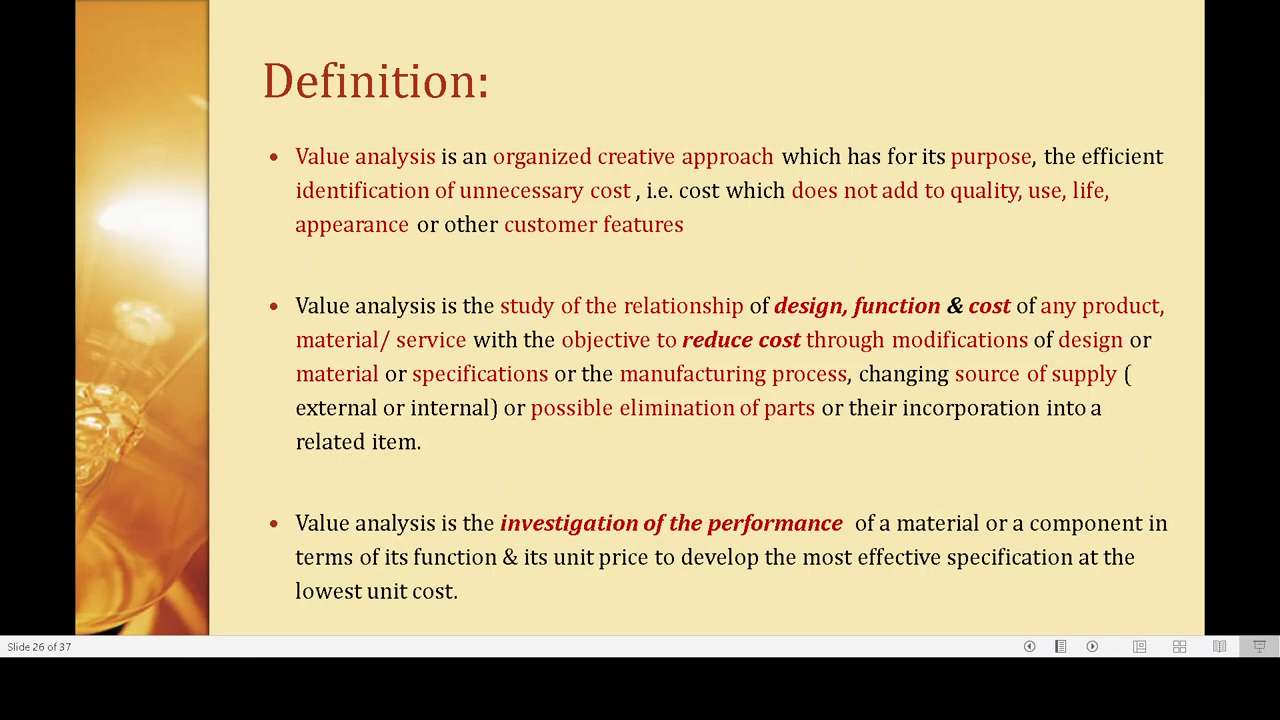 Definition:
• Value analysis is an organized creative approach which has for its purpose, the efficient
identification of unnecessary cost , i.e. cost which does not add to quality, use, life,
appearance or other customer features
• Value analysis is the study of the relationship of design, function & cost of any product,
material/ service with the objective to reduce cost through modifications of design or
material or specifications or the manufacturing process, changing source of supply (
external or internal) or possible elimination of parts or their incorporation into a
related item.
• Value analysis is the investigation of the performance of a material or a component in
terms of its function & its unit price to develop the most effective specification at the
lowest unit cost.
Slide 26 of 37